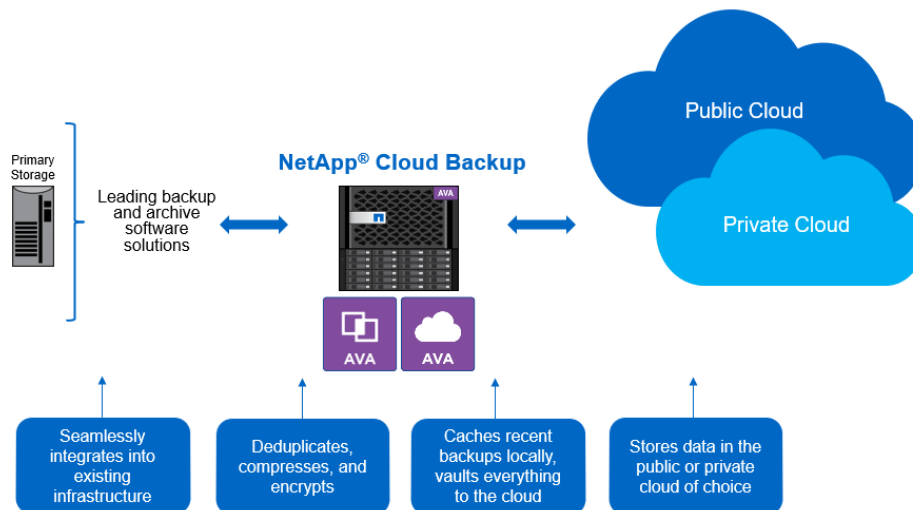 Public Cloud
Private Cloud
NetApp® Cloud Backup
Primary
Storage
Leading backup
and archive
software
solutions
AVA
AVA
AVA
Seamlessly
integrates into
existing
infrastructure
Deduplicates,
compresses, and
encrypts
Caches recent
backups locally,
vaults everything
to the cloud
Stores data in the
public or private
cloud of choice